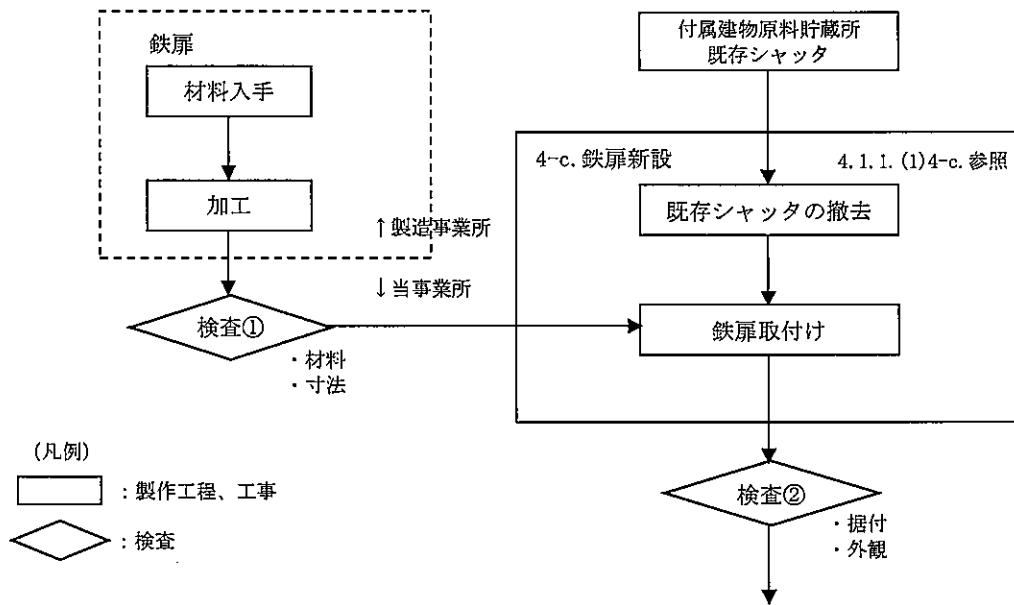 鉄扉
材料入手
加工
↑製造事業所
↓当事業所
検査①
・材料
・寸法
付属建物原料貯蔵所
既存シャッタ
4-c.鉄扉新設
4.1.1.(1)4-c.参照
既存シャッタの撤去
鉄扉取付け
検査②
・据付
・外観
(凡例)
：製作工程、工事
：検査